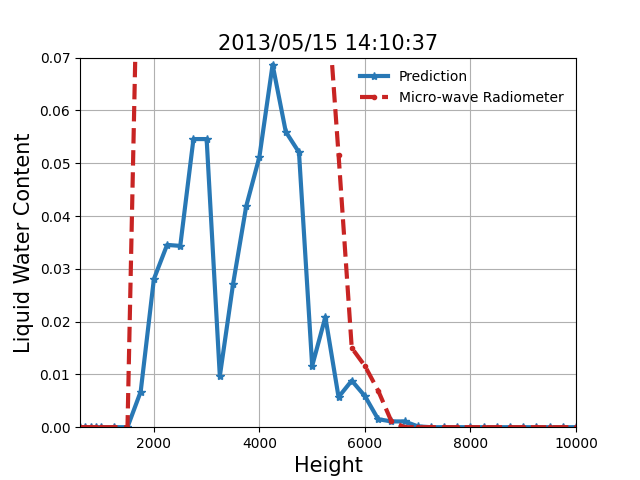 2013/05/15 14:10:37
0.07
0.06
0.05
0.04
0.03
0.02
0.01
0.00
Liquid Water Content
Prediction
Micro-wave Radiometer
2000 4000 6000 8000 10000
Height